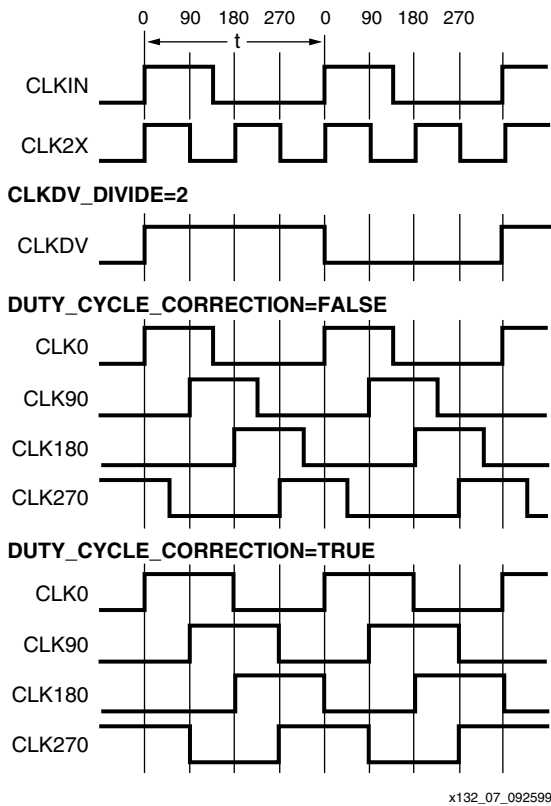 0 90 180 270 0 90 180 270
t
CLKIN
CLK2X
CLKDV_DIVIDE=2
CLKDV
DUTY_CYCLE_CORRECTION=FALSE
CLK0
CLK90
CLK180
CLK270
DUTY_CYCLE_CORRECTION=TRUE
CLK0
CLK90
CLK180
CLK270
x132_07_092599